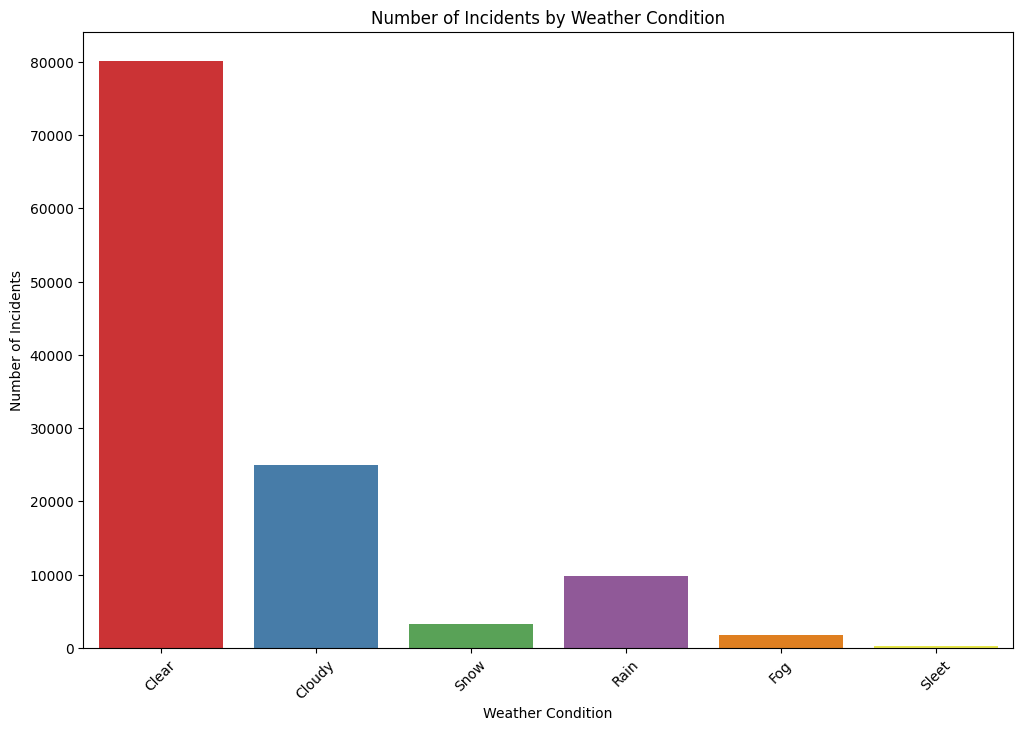 Number of Incidents by Weather Condition
Number of Incidents
80000
70000
60000
50000
40000
30000
20000
10000
0
Clear
Cloudy
Snow
Rain
Fog
Sleet
Weather Condition